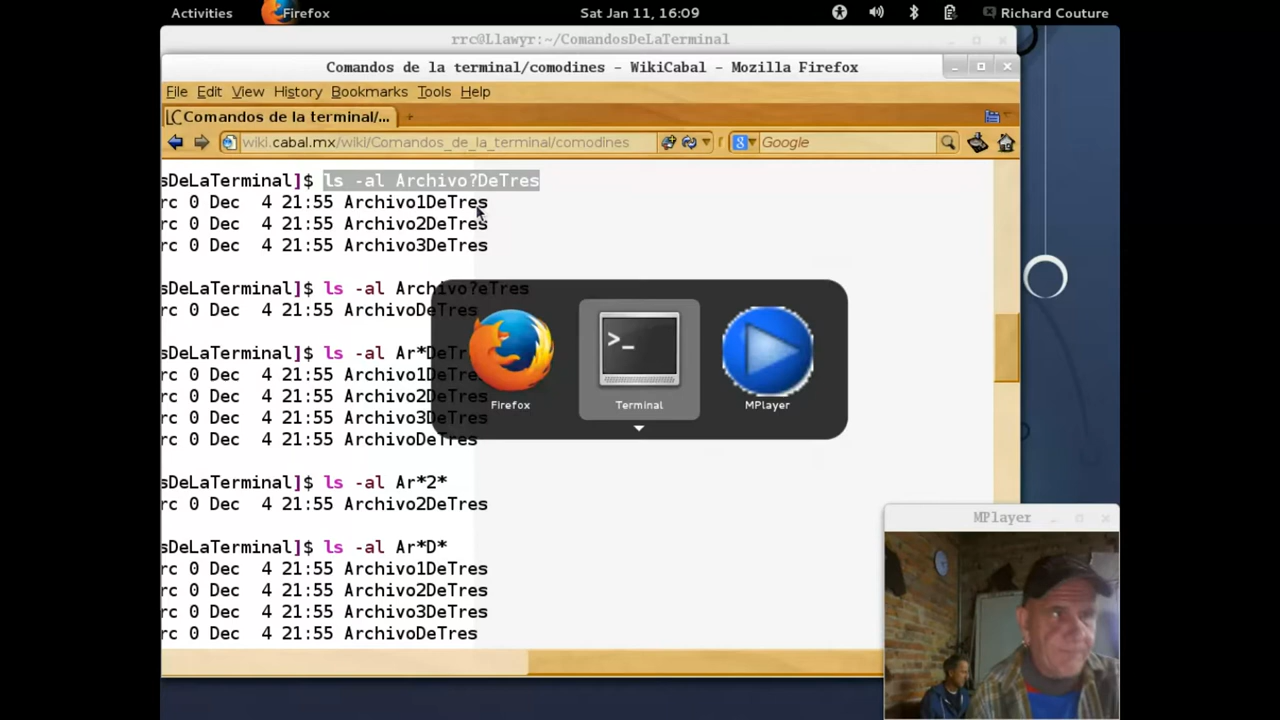 Activities Firefox Sat Jan 11, 16:09 Richard Couture
rrc@Llawyr:~/ComandosDeLaTerminal
Comandos de la terminal/comodines - WikiCabal - Mozilla Firefox
File Edit View History Bookmarks Tools Help
Comandos de la terminal/...
wiki.cabal.mx/wiki/Comandos_de_la_terminal/comodines Google
sDeLaTerminal]$ ls -al Archivo?DeTres
rc 0 Dec 4 21:55 Archivo1DeTres
rc 0 Dec 4 21:55 Archivo2DeTres
rc 0 Dec 4 21:55 Archivo3DeTres
sDeLaTerminal]$ ls -al Archivo?eTres
rc 0 Dec 4 21:55 ArchivoDeTres
sDeLaTerminal]$ ls -al Ar*DeTr
rc 0 Dec 4 21:55 Archivo1De
rc 0 Dec 4 21:55 Archivo2De
rc 0 Dec 4 21:55 Archivo3DeTres
rc 0 Dec 4 21:55 ArchivoDeTres
sDeLaTerminal]$ ls -al Ar*2*
rc 0 Dec 4 21:55 Archivo2DeTres
sDeLaTerminal]$ ls -al Ar*D*
rc 0 Dec 4 21:55 Archivo1DeTres
rc 0 Dec 4 21:55 Archivo2DeTres
rc 0 Dec 4 21:55 Archivo3DeTres
rc 0 Dec 4 21:55 ArchivoDeTres
Firefox Terminal MPlayer
MPlayer